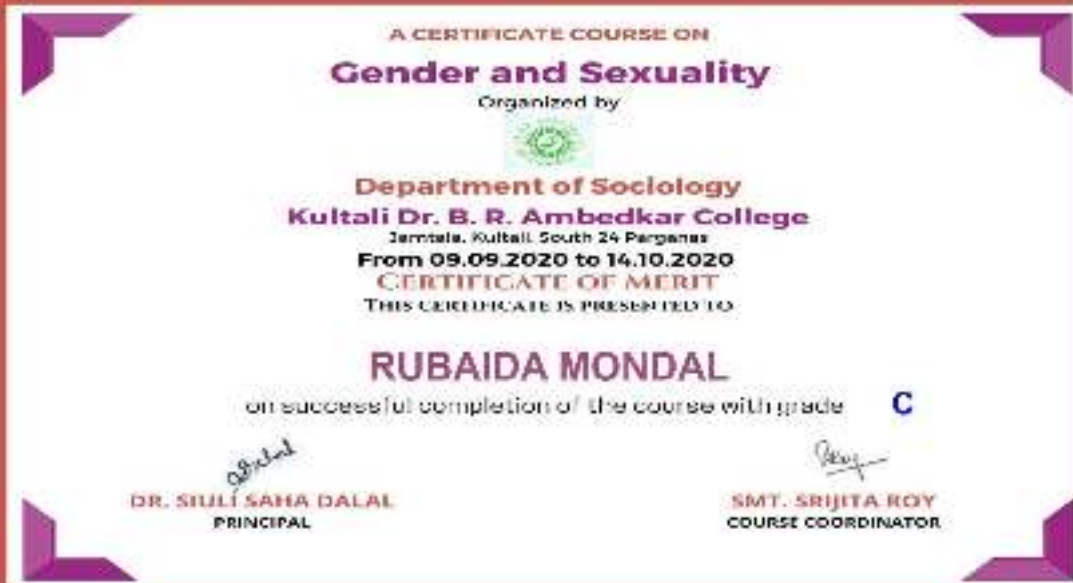 A CERTIFICATE COURSE ON
Gender and Sexuality
Organized by
Department of Sociology
Kultali Dr. B. R. Ambedkar College
Jamtala, Kultali, South 24 Parganas
From 09.09.2020 to 14.10.2020
CERTIFICATE OF MERIT
THIS CERTIFICATE IS PRESENTED TO
RUBAIDA MONDAL
on successful completion of the course with grade C
DR. SIULI SAHA DALAL
PRINCIPAL
SMT. SRIJITA ROY
COURSE COORDINATOR